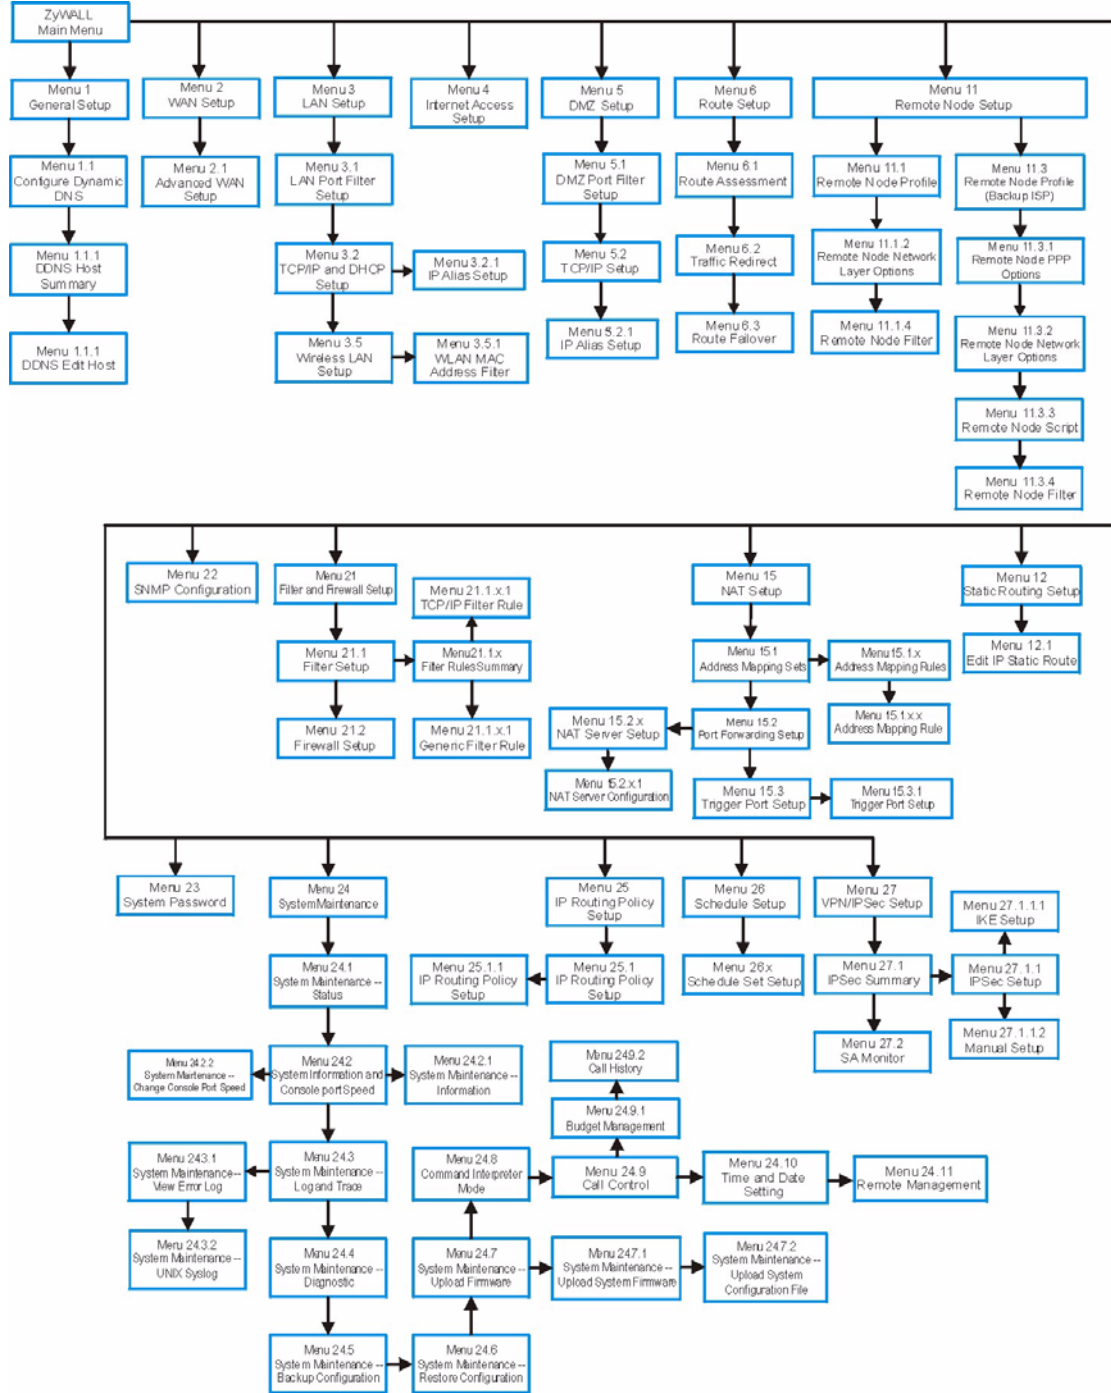 ZyWALL
Main Menu
Menu 1
General Setup
Menu 2
WAN Setup
Menu 3
LAN Setup
Menu 4
Internet Access
Setup
Menu 5
DMZ Setup
Menu 6
Route Setup
Menu 11
Remote Node Setup
Menu 1.1
Configure Dynamic
DNS
Menu 2.1
Advanced WAN
Setup
Menu 3.1
LAN Port Filter
Setup
Menu 5.1
DMZ Port Filter
Setup
Menu 6.1
Route Assessment
Menu 11.1
Remote Node Profile
Menu 11.3
Remote Node Profile
(Backup ISP)
Menu 1.1.1
DDNS Host
Summary
Menu 3.2
TCP/IP and DHCP
Setup
Menu 3.2.1
IP Alias Setup
Menu 5.2
TCP/IP Setup
Menu 6.2
Traffic Redirect
Menu 11.1.2
Remote Node Network
Layer Options
Menu 11.3.1
Remote Node PPP
Options
Menu 1.1.1
DDNS Edit Host
Menu 3.5
Wireless LAN
Setup
Menu 3.5.1
WLAN MAC
Address Filter
Menu 5.2.1
IP Alias Setup
Menu 6.3
Route Failover
Menu 11.1.4
Remote Node Filter
Menu 11.3.2
Remote Node Network
Layer Options
Menu 11.3.3
Remote Node Script
Menu 11.3.4
Remote Node Filter
Menu 22
SNMP Configuration
Menu 21
Filter and Firewall Setup
Menu 21.1.x.1
TCP/IP Filter Rule
Menu 15
NAT Setup
Menu 12
Static Routing Setup
Menu 21.1
Filter Setup
Menu21.1.x
Filter Rules Summary
Menu 15.1
Address Mapping Sets
Menu 15.1.x
Address Mapping Rules
Menu 12.1
Edit IP Static Route
Menu 21.2
Firewall Setup
Menu 21.1.x.1
Generic Filter Rule
Menu 15.2.x
NAT Server Setup
Menu 15.2
Port Forwarding Setup
Menu 15.1.x.x
Address Mapping Rule
Menu 15.2.x.1
NAT Server Configuration
Menu 15.3
Trigger Port Setup
Menu 15.3.1
Trigger Port Setup
Menu 23
System Password
Menu 24
System Maintenance
Menu 25
IP Routing Policy
Setup
Menu 26
Schedule Setup
Menu 27
VPN/IPSec Setup
Menu 27.1.1.1
IKE Setup
Menu 24.1
System Maintenance --
Status
Menu 25.1.1
IP Routing Policy
Setup
Menu 25.1
IP Routing Policy
Setup
Menu 26.x
Schedule Set Setup
Menu 27.1
IPSec Summary
Menu 27.1.1
IPSec Setup
Menu 27.2
SA Monitor
Menu 27.1.1.2
Manual Setup
Menu 24.2.2
System Maintenance --
Change Console Port Speed
Menu 24.2
System Information and
Console port Speed
Menu 24.2.1
System Maintenance --
Information
Menu 24.9.2
Call History
Menu 24.9.1
Budget Management
Menu 24.3.1
System Maintenance --
View Error Log
Menu 24.3
System Maintenance --
Log and Trace
Menu 24.8
Command Interpreter
Mode
Menu 24.9
Call Control
Menu 24.10
Time and Date
Setting
Menu 24.11
Remote Management
Menu 24.3.2
System Maintenance --
UNIX Syslog
Menu 24.4
System Maintenance --
Diagnostic
Menu 24.7
System Maintenance --
Upload Firmware
Menu 24.7.1
System Maintenance --
Upload System Firmware
Menu 24.7.2
System Maintenance --
Upload System
Configuration File
Menu 24.5
System Maintenance --
Backup Configuration
Menu 24.6
System Maintenance --
Restore Configuration